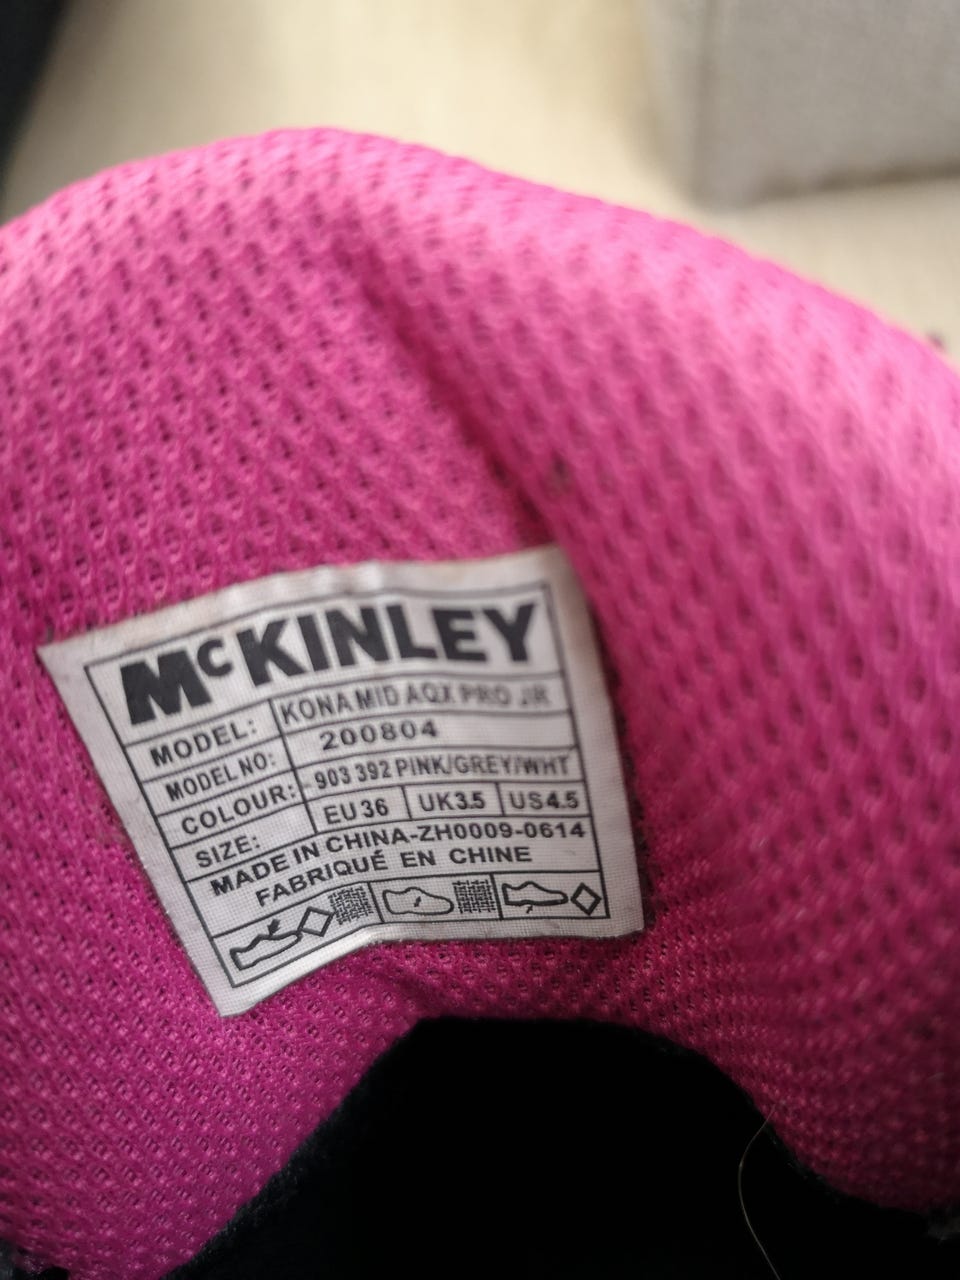 McKINLEY
MODEL: KONA MID AQX PRO JR
MODEL NO: 200804
COLOUR: - 903 392 PINK/GREY/WHT
SIZE: EU 36 UK3.5 US4.5
MADE IN CHINA-ZH0009-0614
FABRIQUÉ EN CHINE